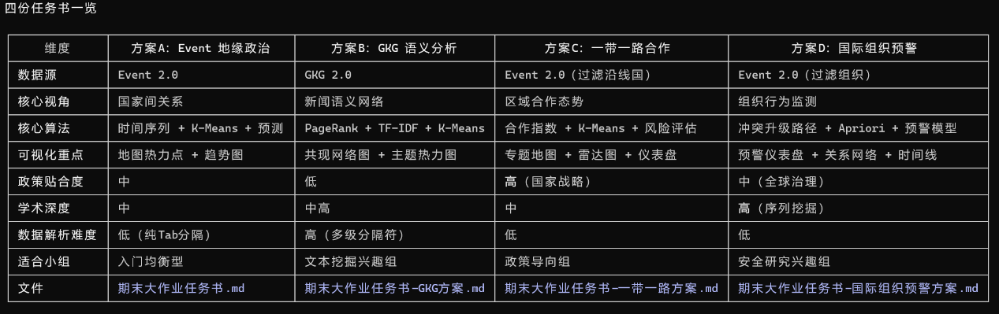 四份任务书一览
维度 方案A: Event 地缘政治 方案B: GKG 语义分析 方案C: 一带一路合作 方案D: 国际组织预警
数据源 Event 2.0 GKG 2.0 Event 2.0（过滤沿线国） Event 2.0（过滤组织）
核心视角 国家间关系 新闻语义网络 区域合作态势 组织行为监测
核心算法 时间序列 + K-Means + 预测 PageRank + TF-IDF + K-Means 合作指数 + K-Means + 风险评估 冲突升级路径 + Apriori + 预警模型
可视化重点 地图热力点 + 趋势图 共现网络图 + 主题热力图 专题地图 + 雷达图 + 仪表盘 预警仪表盘 + 关系网络 + 时间线
政策贴合度 中 低 高（国家战略） 中（全球治理）
学术深度 中 中高 中 高（序列挖掘）
数据解析难度 低（纯Tab分隔） 高（多级分隔符） 低 低
适合小组 入门均衡型 文本挖掘兴趣组 政策导向组 安全研究兴趣组
文件 期末大作业任务书.md 期末大作业任务书-GKG方案.md 期末大作业任务书-一带一路方案.md 期末大作业任务书-国际组织预警方案.md